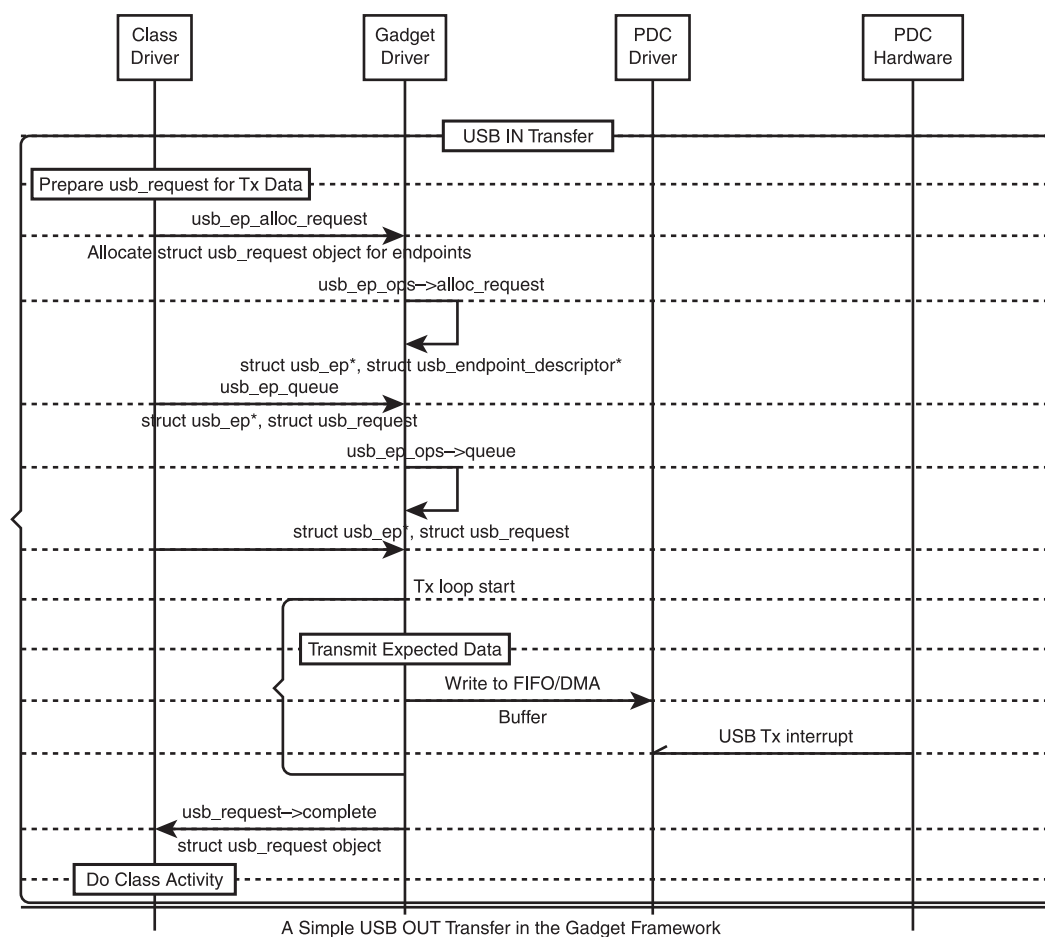 Class
Driver
Gadget
Driver
PDC
Driver
PDC
Hardware
USB IN Transfer
Prepare usb_request for Tx Data
usb_ep_alloc_request
Allocate struct usb_request object for endpoints
usb_ep_ops–>alloc_request
struct usb_ep*, struct usb_endpoint_descriptor*
usb_ep_queue
struct usb_ep*, struct usb_request
usb_ep_ops–>queue
struct usb_ep*, struct usb_request
Tx loop start
Transmit Expected Data
Write to FIFO/DMA
Buffer
USB Tx interrupt
usb_request–>complete
struct usb_request object
Do Class Activity
A Simple USB OUT Transfer in the Gadget Framework